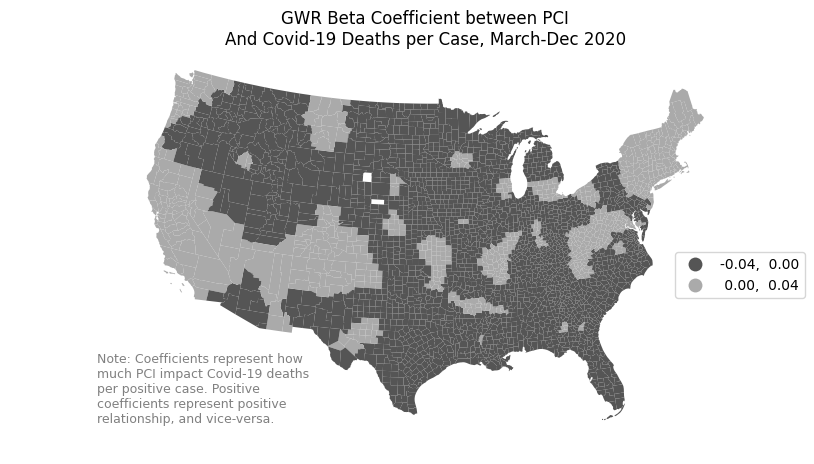 GWR Beta Coefficient between PCI
And Covid-19 Deaths per Case, March-Dec 2020
-0.04, 0.00
0.00, 0.04
Note: Coefficients represent how
much PCI impact Covid-19 deaths
per positive case. Positive
coefficients represent positive
relationship, and vice-versa.